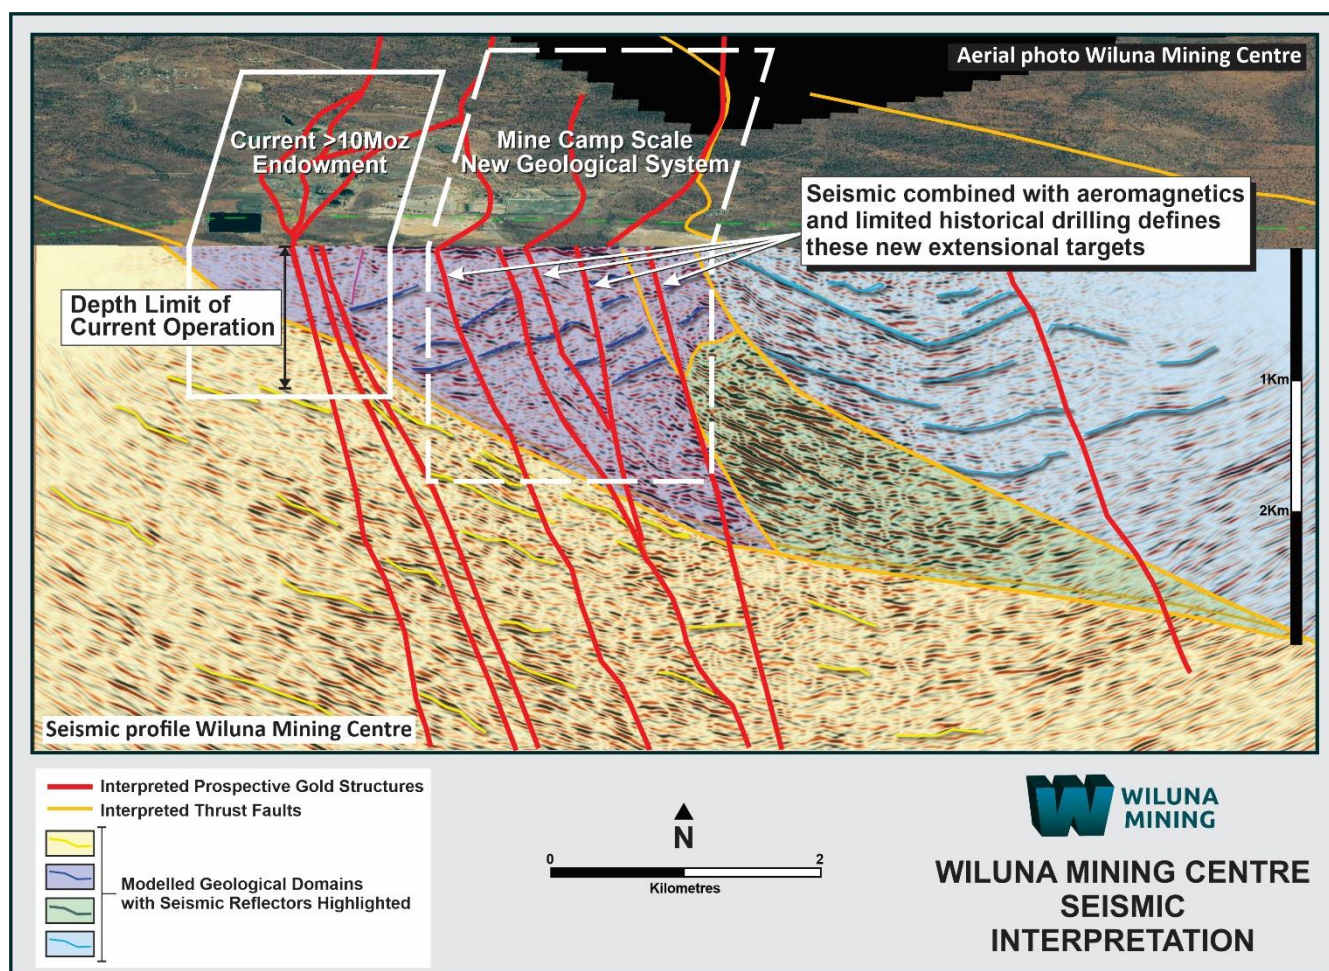 Aerial photo Wiluna Mining Centre
Current >10Moz
Endowment
Mine Camp Scale
New Geological System
Seismic combined with aeromagnetics
and limited historical drilling defines
these new extensional targets
Depth Limit of
Current Operation
1Km
2Km
Seismic profile Wiluna Mining Centre
Interpreted Prospective Gold Structures
Interpreted Thrust Faults
Modelled Geological Domains
with Seismic Reflectors Highlighted
N
0 2
Kilometres
W WILUNA
MINING
WILUNA MINING CENTRE
SEISMIC
INTERPRETATION